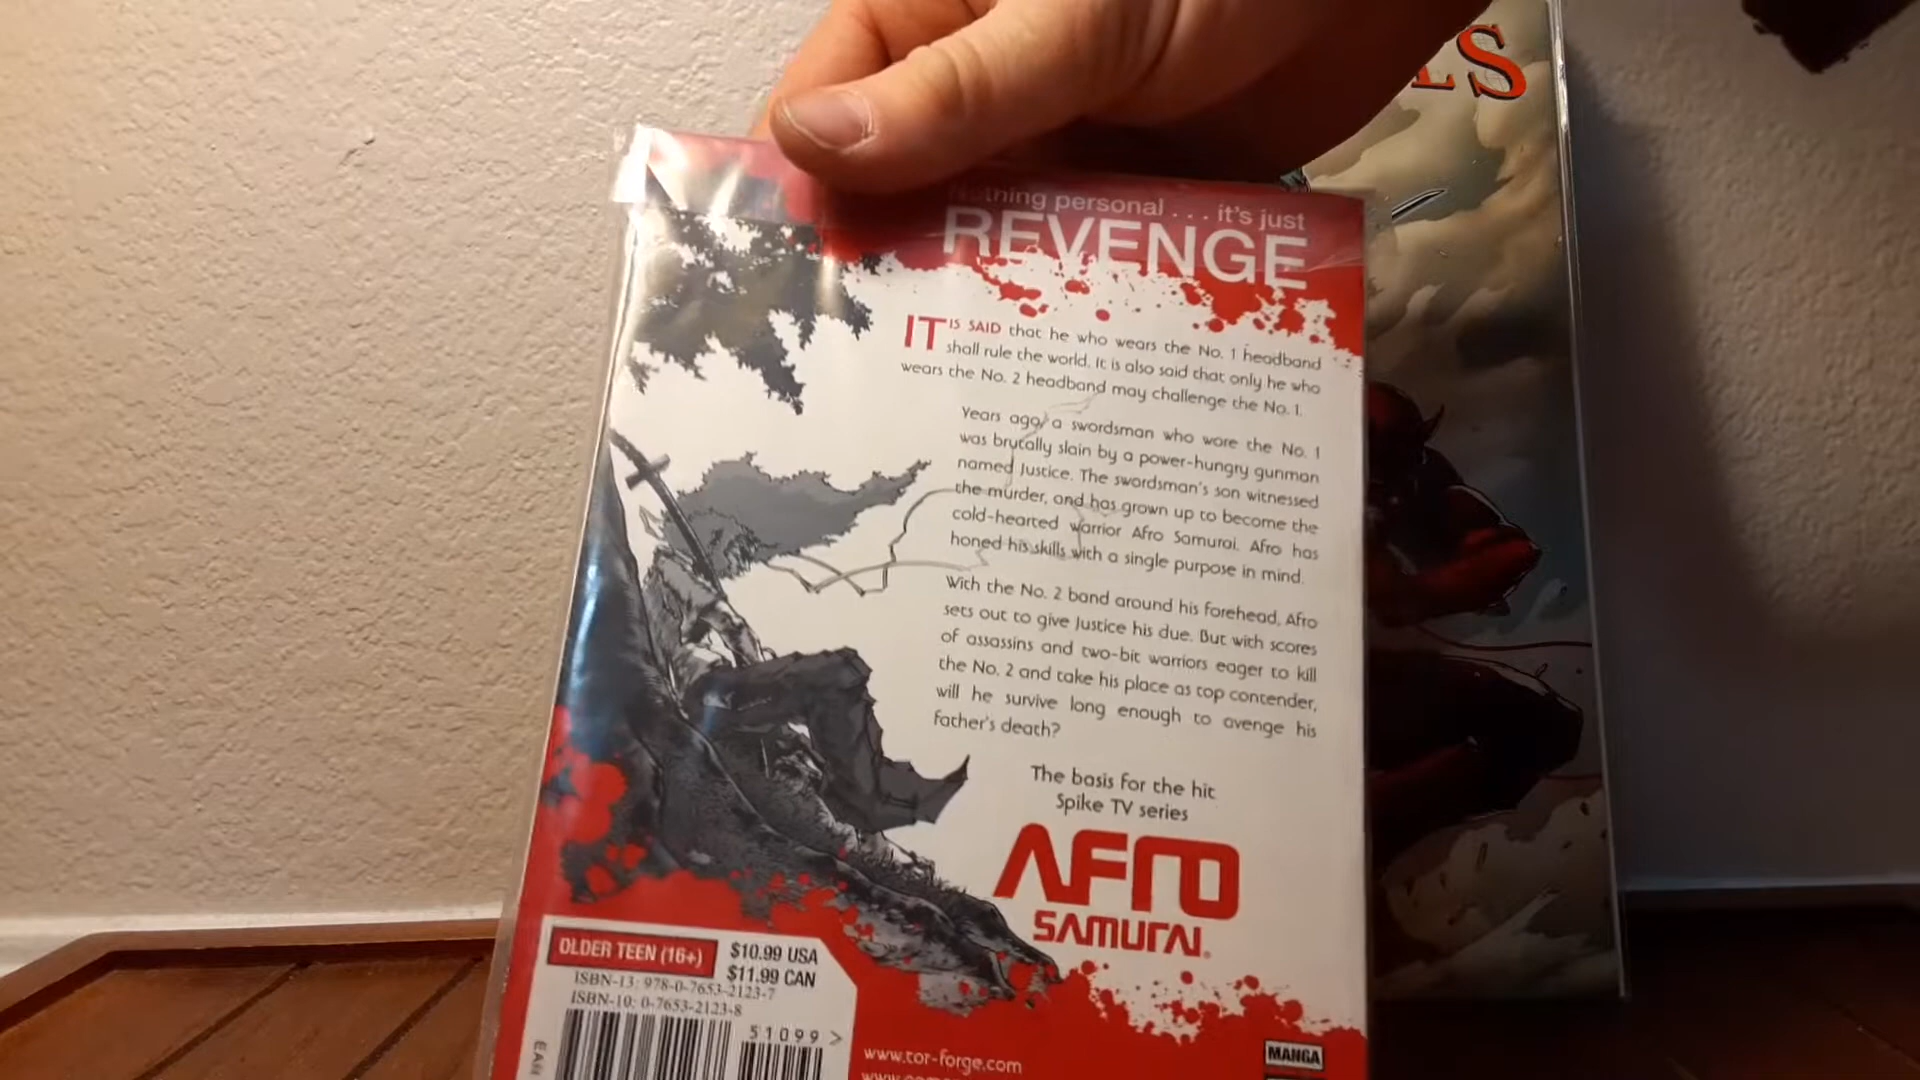 thing personal . . . it's just
REVENGE
IT IS SAID that he who wears the No. 1 headband
shall rule the world. It is also said that only he who
wears the No. 2 headband may challenge the No. 1.
Years ago, a swordsman who wore the No. 1
was brutally slain by a power-hungry gunman
named Justice. The swordsman's son witnessed
the murder, and has grown up to become the
cold-hearted warrior Afro Samurai. Afro has
honed his skills with a single purpose in mind.
With the No. 2 band around his forehead, Afro
sets out to give Justice his due. But with scores
of assassins and two-bit warriors eager to kill
the No. 2 and take his place as top contender,
will he survive long enough to avenge his
father's death?
The basis for the hit
Spike TV series
AFRO
SAMURAI®
OLDER TEEN (16+)
$10.99 USA
$11.99 CAN
ISBN-13: 978-0-7653-2123-7
ISBN-10: 0-7653-2123-8
51099>
www.tor-forge.com
MANGA